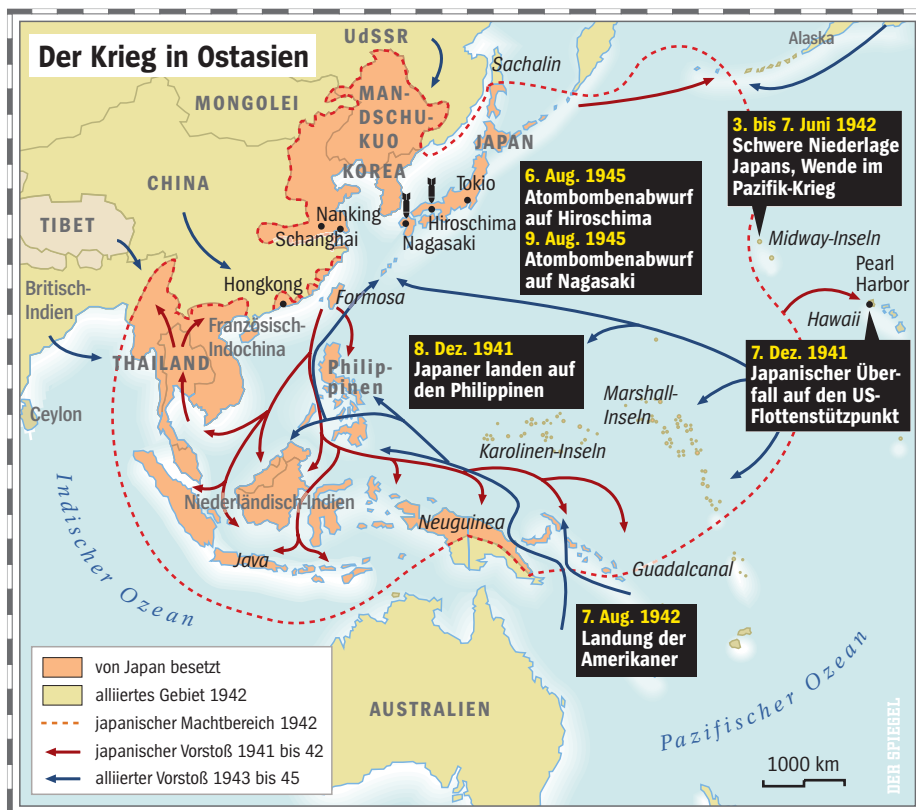 Der Krieg in Ostasien
UdSSR
Alaska
Sachalin
MONGOLEI
MAN-
DSCHU-
KUO
JAPAN
KOREA
CHINA
Tokio
Hiroschima
Nagasaki
Nanking
Schanghai
TIBET
3. bis 7. Juni 1942
Schwere Niederlage
Japans, Wende im
Pazifik-Krieg
6. Aug. 1945
Atombombenabwurf
auf Hiroschima
9. Aug. 1945
Atombombenabwurf
auf Nagasaki
Midway-Inseln
Pearl
Harbor
Hawaii
Britisch-
Indien
Hongkong
Formosa
Französisch-
Indochina
THAILAND
Philip-
pinen
8. Dez. 1941
Japaner landen auf
den Philippinen
7. Dez. 1941
Japanischer Über-
fall auf den US-
Flottenstützpunkt
Marshall-
Inseln
Ceylon
Karolinen-Inseln
Indischer Ozean
Niederländisch-Indien
Neuguinea
Java
Guadalcanal
7. Aug. 1942
Landung der
Amerikaner
AUSTRALIEN
Pazifischer Ozean
von Japan besetzt
alliiertes Gebiet 1942
japanischer Machtbereich 1942
japanischer Vorstoß 1941 bis 42
alliierter Vorstoß 1943 bis 45
1000 km
DER SPIEGEL